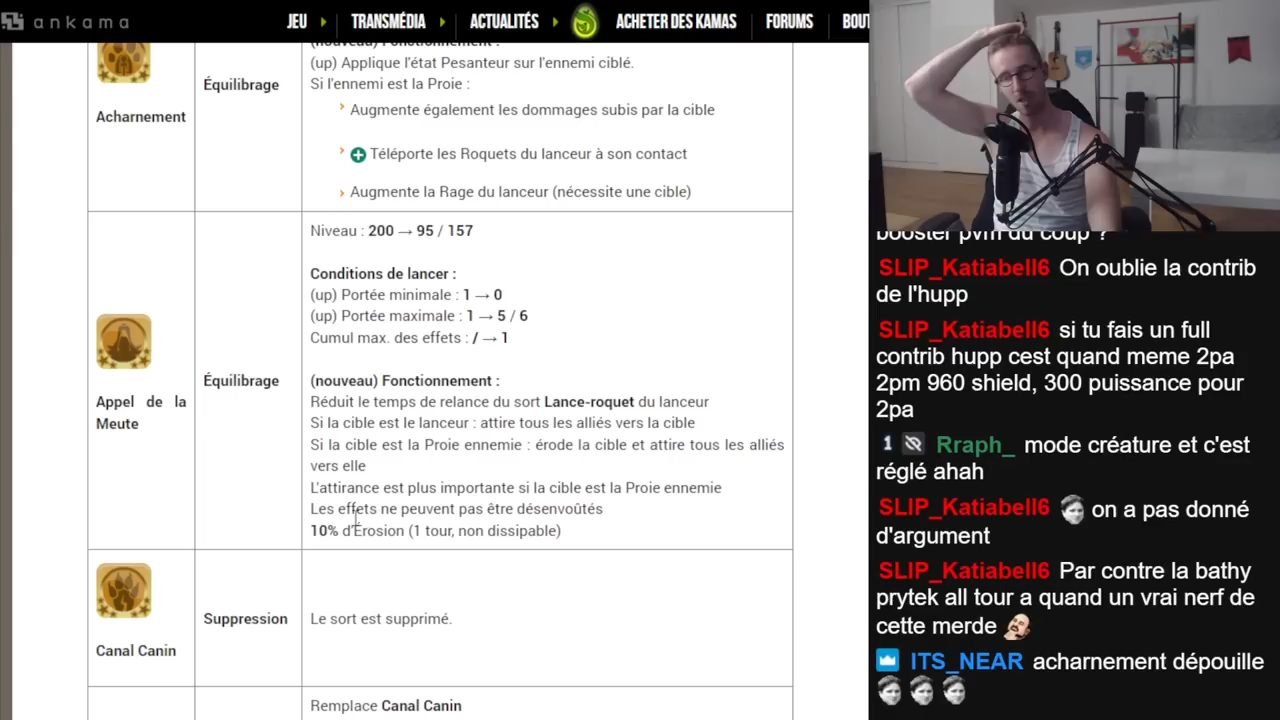 ankama
JEU
TRANSMÉDIA
ACTUALITÉS
ACHETER DES KAMAS
FORUMS
BOUT
(nouveau) Fonctionnement :
(up) Applique l'état Pesanteur sur l'ennemi ciblé.
Si l'ennemi est la Proie :
Augmente également les dommages subis par la cible
Téléporte les Roquets du lanceur à son contact
Augmente la Rage du lanceur (nécessite une cible)
Acharnement
Équilibrage
Niveau : 200 → 95 / 157
Conditions de lancer :
(up) Portée minimale : 1 → 0
(up) Portée maximale : 1 → 5 / 6
Cumul max. des effets : / → 1
(nouveau) Fonctionnement :
Réduit le temps de relance du sort Lance-roquet du lanceur
Si la cible est le lanceur : attire tous les alliés vers la cible
Si la cible est la Proie ennemie : érode la cible et attire tous les alliés
vers elle
L'attirance est plus importante si la cible est la Proie ennemie
Les effets ne peuvent pas être désenvoûtés
10% d'Érosion (1 tour, non dissipable)
Appel de la
Meute
Équilibrage
Canal Canin
Suppression
Le sort est supprimé.
Remplace Canal Canin
booster pvm du coup ?
SLIP_Katiabell6 On oublie la contrib
de l'hupp
SLIP_Katiabell6 si tu fais un full
contrib hupp cest quand meme 2pa
2pm 960 shield, 300 puissance pour
2pa
1 Rraph_ mode créature et c'est
réglé ahah
SLIP_Katiabell6 on a pas donné
d'argument
SLIP_Katiabell6 Par contre la bathy
prytek all tour a quand un vrai nerf de
cette merde
ITS_NEAR acharnement dépouille